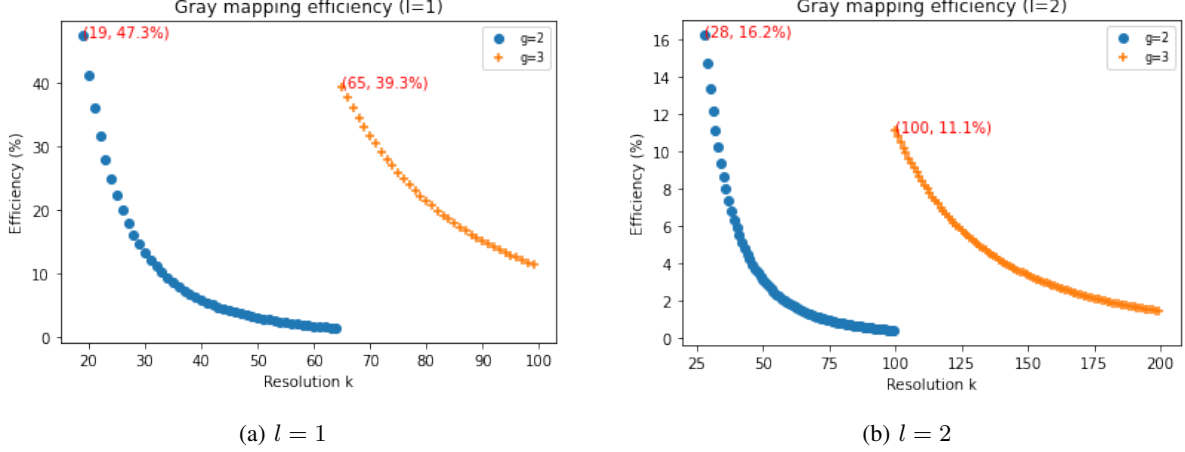 Gray mapping efficiency (l=1)
(19, 47.3%)
g=2
g=3
(65, 39.3%)
Efficiency (%)
40
30
20
10
0
20 30 40 50 60 70 80 90 100
Resolution k
(a) l = 1
Gray mapping efficiency (l=2)
(28, 16.2%)
g=2
g=3
(100, 11.1%)
Efficiency (%)
16
14
12
10
8
6
4
2
0
25 50 75 100 125 150 175 200
Resolution k
(b) l = 2